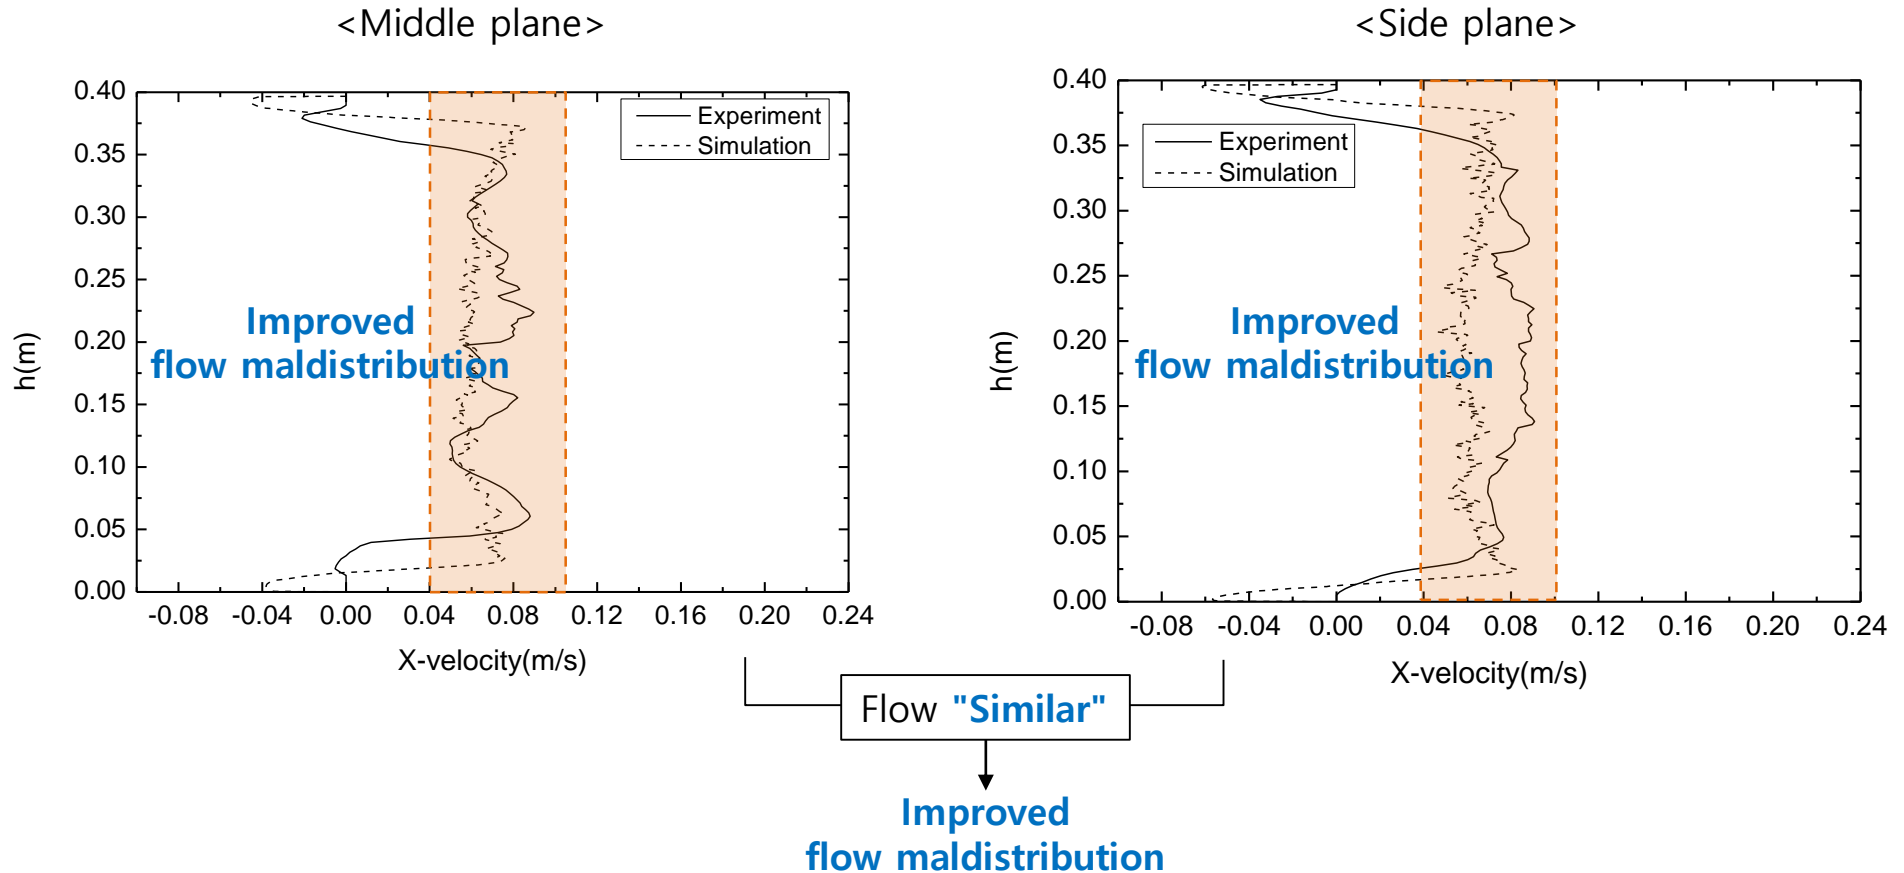 <Middle plane>
<Side plane>
0.40
0.35
0.30
0.25
0.20
0.15
0.10
0.05
0.00
h(m)
-0.08 -0.04 0.00 0.04 0.08 0.12 0.16 0.20 0.24
X-velocity(m/s)
Experiment
Simulation
Improved
flow maldistribution
0.40
0.35
0.30
0.25
0.20
0.15
0.10
0.05
0.00
h(m)
-0.08 -0.04 0.00 0.04 0.08 0.12 0.16 0.20 0.24
X-velocity(m/s)
Experiment
Simulation
Improved
flow maldistribution
Flow "Similar"
Improved
flow maldistribution